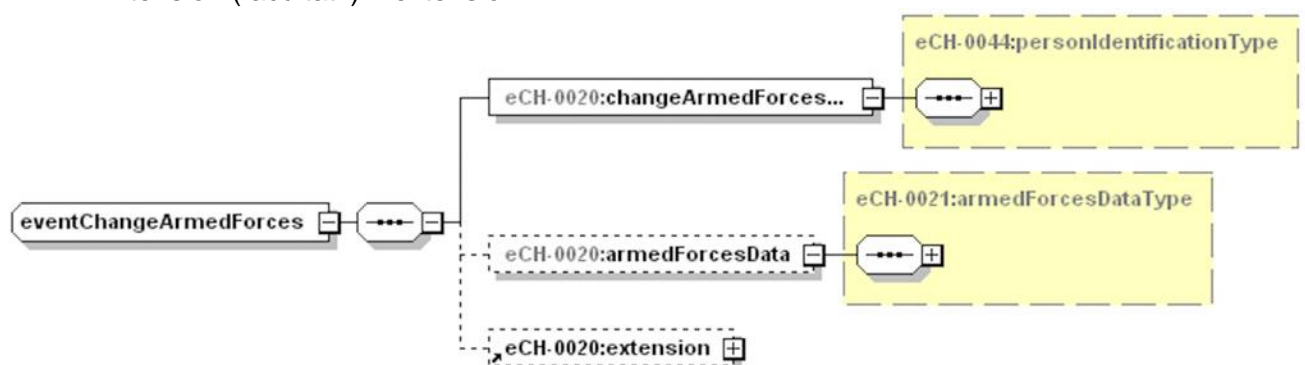 eCH-0044:personIdentificationType
eCH-0020:changeArmedForces...
eCH-0021:armedForcesDataType
eventChangeArmedForces
eCH-0020:armedForcesData
eCH-0020:extension